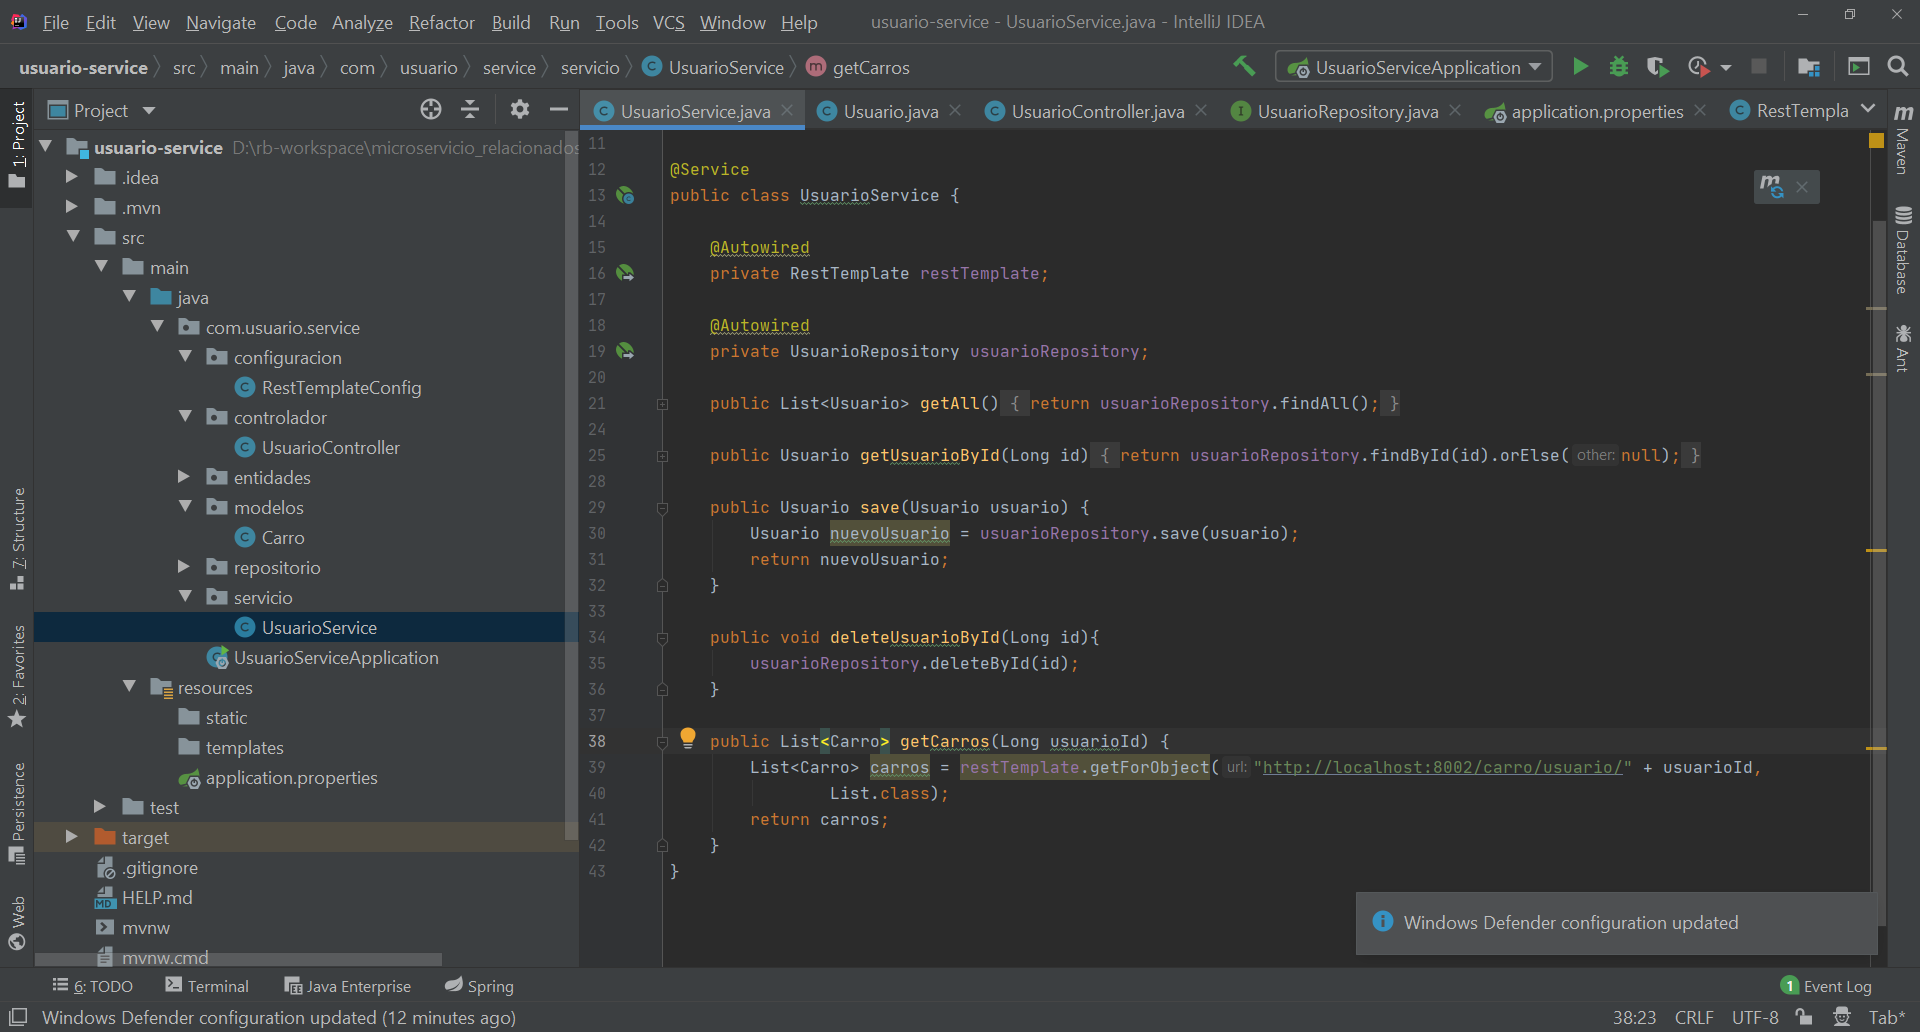 File Edit View Navigate Code Analyze Refactor Build Run Tools VCS Window Help usuario-service - UsuarioService.java - IntelliJ IDEA
usuario-service src main java com usuario service servicio C UsuarioService m getCarros UsuarioServiceApplication
1: Project
Project
C UsuarioService.java C Usuario.java C UsuarioController.java I UsuarioRepository.java application.properties C RestTempla
usuario-service D:\rb-workspace\microservicio_relacionados
.idea
.mvn
src
main
java
com.usuario.service
configuracion
C RestTemplateConfig
controlador
C UsuarioController
entidades
modelos
C Carro
repositorio
servicio
C UsuarioService
UsuarioServiceApplication
resources
static
templates
application.properties
test
target
.gitignore
HELP.md
mvnw
mvnw.cmd
7: Structure
2: Favorites
Persistence
Web
11
12 @Service
13 public class UsuarioService {
14
15 @Autowired
16 private RestTemplate restTemplate;
17
18 @Autowired
19 private UsuarioRepository usuarioRepository;
20
21 public List<Usuario> getAll() { return usuarioRepository.findAll(); }
24
25 public Usuario getUsuarioById(Long id) { return usuarioRepository.findById(id).orElse( other: null); }
28
29 public Usuario save(Usuario usuario) {
30 Usuario nuevoUsuario = usuarioRepository.save(usuario);
31 return nuevoUsuario;
32 }
33
34 public void deleteUsuarioById(Long id){
35 usuarioRepository.deleteById(id);
36 }
37
38 public List<Carro> getCarros(Long usuarioId) {
39 List<Carro> carros = restTemplate.getForObject( url: "http://localhost:8002/carro/usuario/" + usuarioId,
40 List.class);
41 return carros;
42 }
43 }
m
m
Maven
Database
Ant
Windows Defender configuration updated
6: TODO Terminal Java Enterprise Spring 1 Event Log
Windows Defender configuration updated (12 minutes ago) 38:23 CRLF UTF-8 Tab*